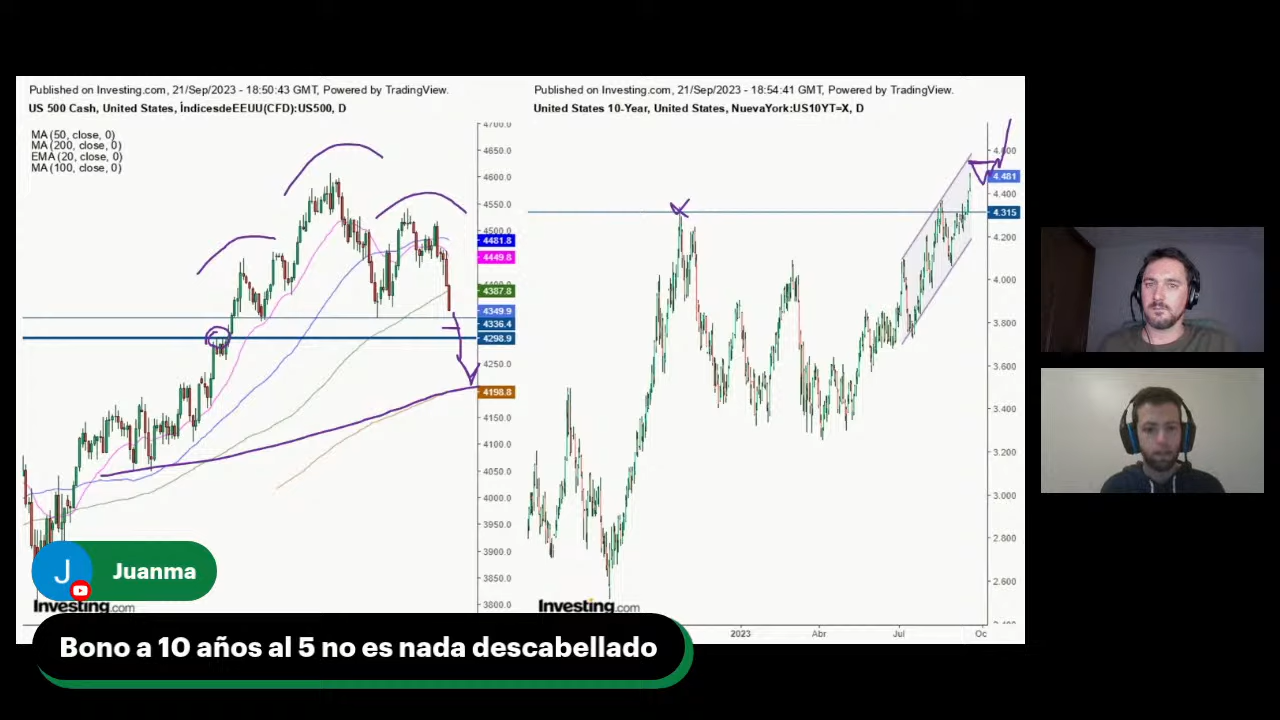 Published on Investing.com, 21/Sep/2023 - 18:50:43 GMT, Powered by TradingView.
US 500 Cash, United States, İndicesdeEEUU(CFD):US500, D
MA (50, close, 0)
MA (200, close, 0)
EMA (20, close, 0)
MA (100, close, 0)
4700.0
4650.0
4600.0
4550.0
4500.0
4481.8
4449.8
4387.8
4349.9
4336.4
4298.9
4250.0
4198.8
4150.0
4100.0
4050.0
4000.0
3950.0
3900.0
3850.0
3800.0
Investing.com
Published on Investing.com, 21/Sep/2023 - 18:54:41 GMT, Powered by TradingView.
United States 10-Year, United States, NuevaYork:US10YT=X, D
4.481
4.400
4.315
4.200
4.000
3.800
3.600
3.400
3.200
3.000
2.800
2.600
Investing.com
2023
Abr
Jul
Oc
J
Juanma
Bono a 10 años al 5 no es nada descabellado